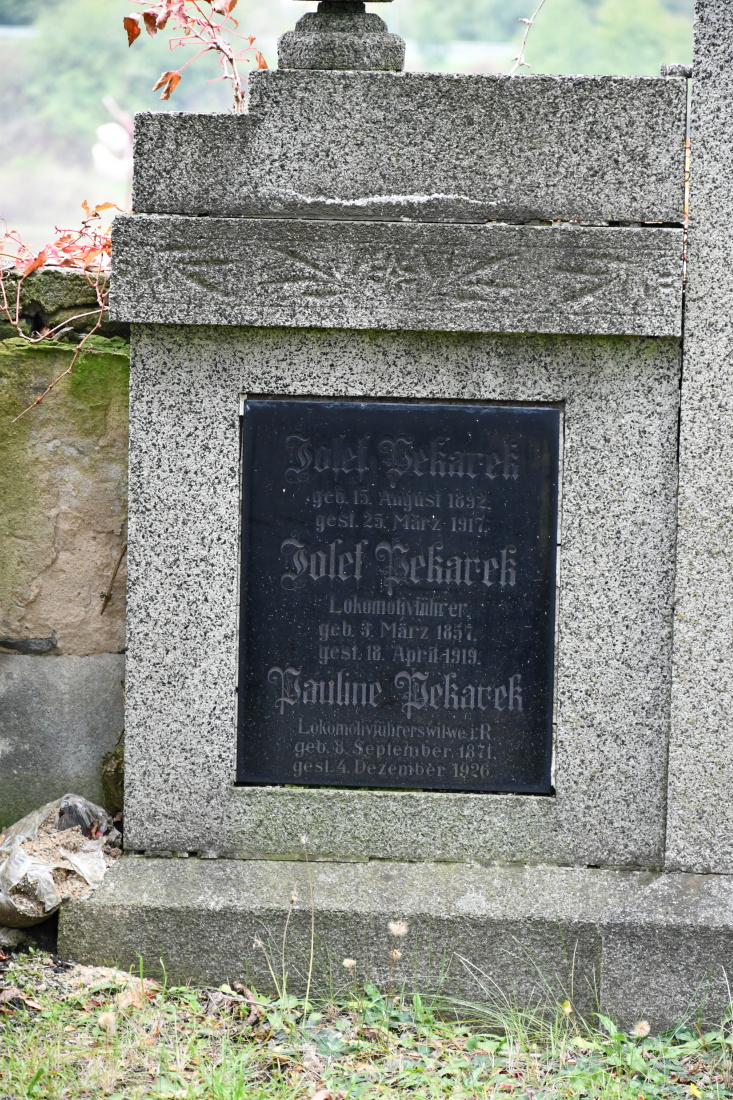 Josef Pekarek
geb. 15. August 1892,
gest. 25. März 1917.
Josef Pekarek
Lokomotivführer
geb. 3. März 1857,
gest. 18. April 1919.
Pauline Pekarek
Lokomotivführerswitwe i.R
geb. 8. September 1871,
gest. 4. Dezember 1926